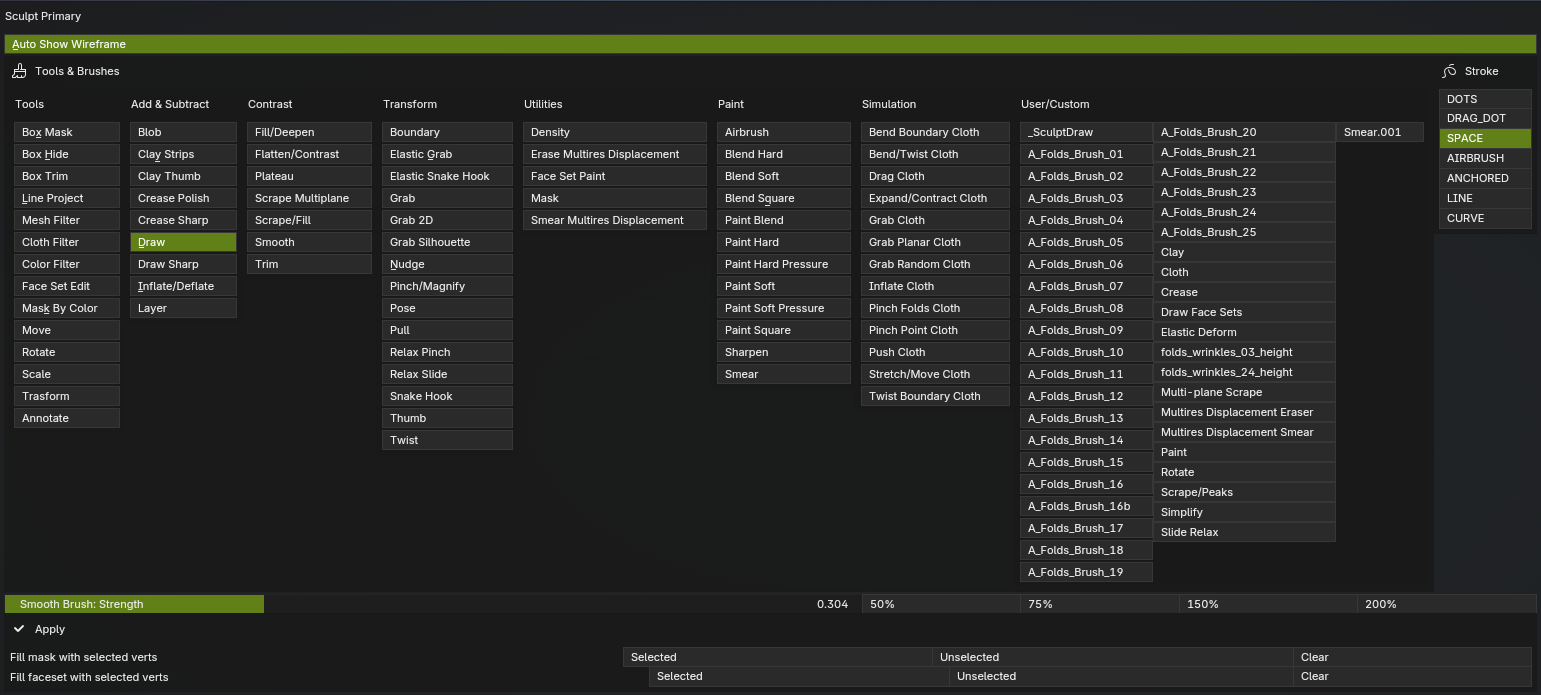 Sculpt Primary
Auto Show Wireframe
Tools & Brushes
Stroke
Tools
Box Mask
Box Hide
Box Trim
Line Project
Mesh Filter
Cloth Filter
Color Filter
Face Set Edit
Mask By Color
Move
Rotate
Scale
Trasform
Annotate
Add & Subtract
Blob
Clay Strips
Clay Thumb
Crease Polish
Crease Sharp
Draw
Draw Sharp
Inflate/Deflate
Layer
Contrast
Fill/Deepen
Flatten/Contrast
Plateau
Scrape Multiplane
Scrape/Fill
Smooth
Trim
Transform
Boundary
Elastic Grab
Elastic Snake Hook
Grab
Grab 2D
Grab Silhouette
Nudge
Pinch/Magnify
Pose
Pull
Relax Pinch
Relax Slide
Snake Hook
Thumb
Twist
Utilities
Density
Erase Multires Displacement
Face Set Paint
Mask
Smear Multires Displacement
Paint
Airbrush
Blend Hard
Blend Soft
Blend Square
Paint Blend
Paint Hard
Paint Hard Pressure
Paint Soft
Paint Soft Pressure
Paint Square
Sharpen
Smear
Simulation
Bend Boundary Cloth
Bend/Twist Cloth
Drag Cloth
Expand/Contract Cloth
Grab Cloth
Grab Planar Cloth
Grab Random Cloth
Inflate Cloth
Pinch Folds Cloth
Pinch Point Cloth
Push Cloth
Stretch/Move Cloth
Twist Boundary Cloth
User/Custom
_SculptDraw
A_Folds_Brush_01
A_Folds_Brush_02
A_Folds_Brush_03
A_Folds_Brush_04
A_Folds_Brush_05
A_Folds_Brush_06
A_Folds_Brush_07
A_Folds_Brush_08
A_Folds_Brush_09
A_Folds_Brush_10
A_Folds_Brush_11
A_Folds_Brush_12
A_Folds_Brush_13
A_Folds_Brush_14
A_Folds_Brush_15
A_Folds_Brush_16
A_Folds_Brush_16b
A_Folds_Brush_17
A_Folds_Brush_18
A_Folds_Brush_19
A_Folds_Brush_20
A_Folds_Brush_21
A_Folds_Brush_22
A_Folds_Brush_23
A_Folds_Brush_24
A_Folds_Brush_25
Clay
Cloth
Crease
Draw Face Sets
Elastic Deform
folds_wrinkles_03_height
folds_wrinkles_24_height
Multi-plane Scrape
Multires Displacement Eraser
Multires Displacement Smear
Paint
Rotate
Scrape/Peaks
Simplify
Slide Relax
Smear.001
DOTS
DRAG_DOT
SPACE
AIRBRUSH
ANCHORED
LINE
CURVE
Smooth Brush: Strength 0.304 50% 75% 150% 200%
Apply
Fill mask with selected verts Selected Unselected Clear
Fill faceset with selected verts Selected Unselected Clear